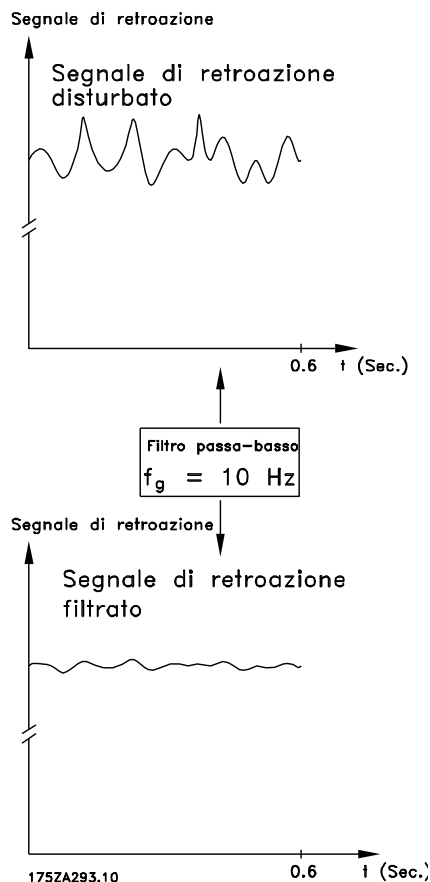 Segnale di retroazione
Segnale di retroazione
disturbato
0.6 t (Sec.)
Filtro passa-basso
fg = 10 Hz
Segnale di retroazione
Segnale di retroazione
filtrato
0.6 t (Sec.)
175ZA293.10